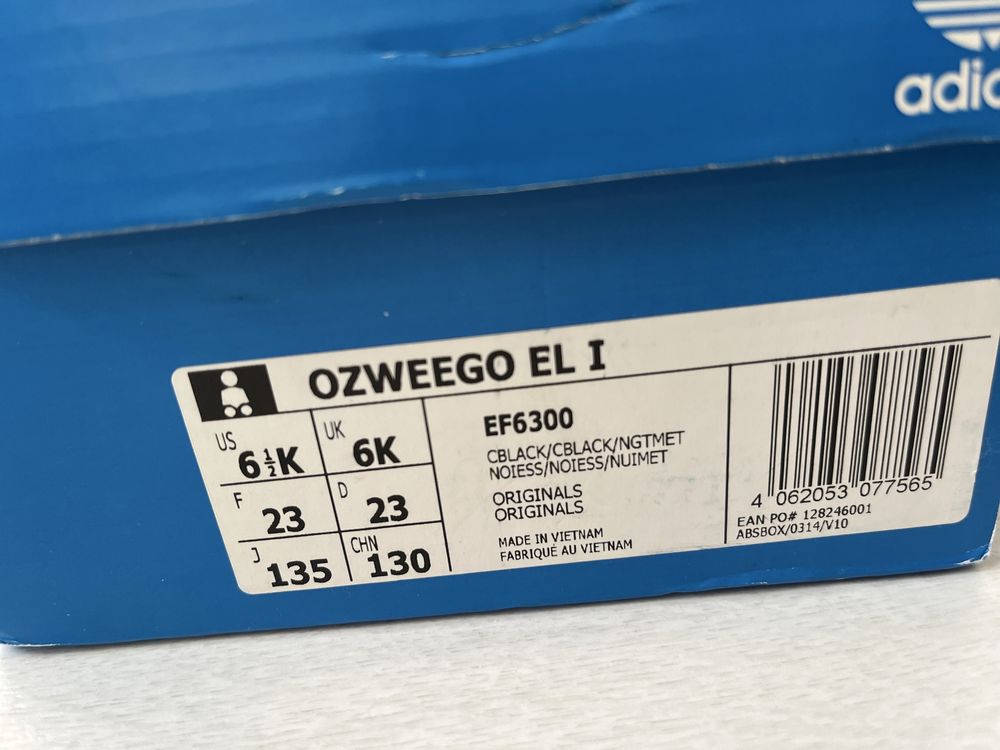 adid
OZWEEGO EL I
US 6½K
UK 6K
F 23
D 23
J 135
CHN 130
EF6300
CBLACK/CBLACK/NGTMET
NOIESS/NOIESS/NUIMET
ORIGINALS
ORIGINALS
MADE IN VIETNAM
FABRIQUÉ AU VIETNAM
4 062053 077565
EAN PO# 128246001
ABSBOX/0314/V10